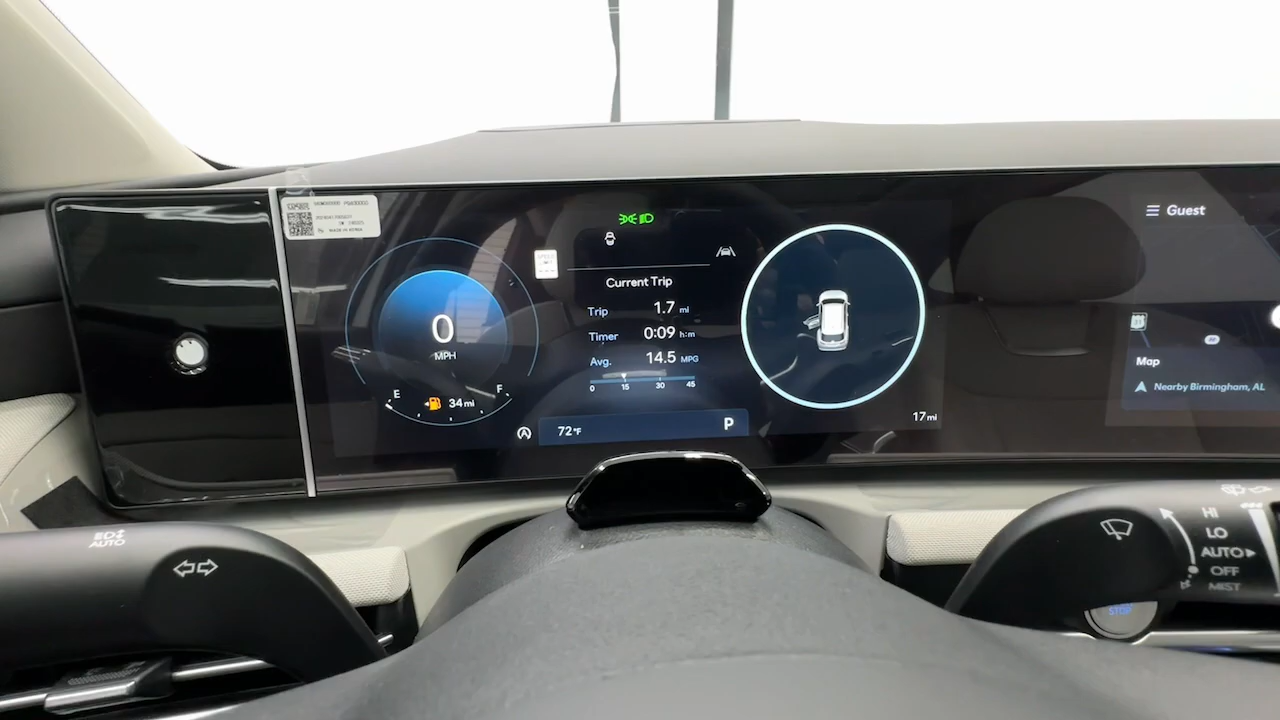 Guest
Current Trip
Trip 1.7 mi
Timer 0:09 h:m
Avg. 14.5 MPG
0 15 30 45
0
MPH
E F
34 mi
72°F P
17 mi
Map
Nearby Birmingham, AL
AUTO
HI
LO
AUTO
OFF
MIST
STOP
MADE IN KOREA